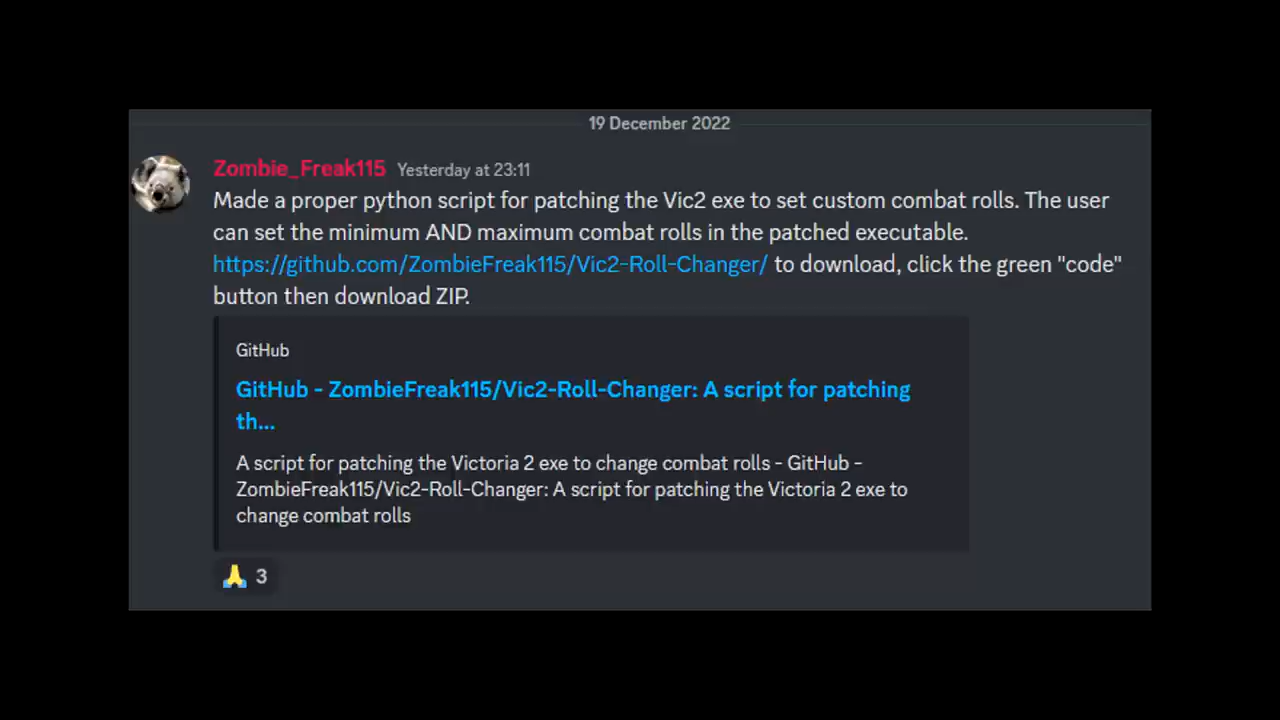 19 December 2022
Zombie_Freak115 Yesterday at 23:11
Made a proper python script for patching the Vic2 exe to set custom combat rolls. The user
can set the minimum AND maximum combat rolls in the patched executable.
https://github.com/ZombieFreak115/Vic2-Roll-Changer/ to download, click the green "code"
button then download ZIP.
GitHub
GitHub - ZombieFreak115/Vic2-Roll-Changer: A script for patching
th...
A script for patching the Victoria 2 exe to change combat rolls - GitHub -
ZombieFreak115/Vic2-Roll-Changer: A script for patching the Victoria 2 exe to
change combat rolls
3